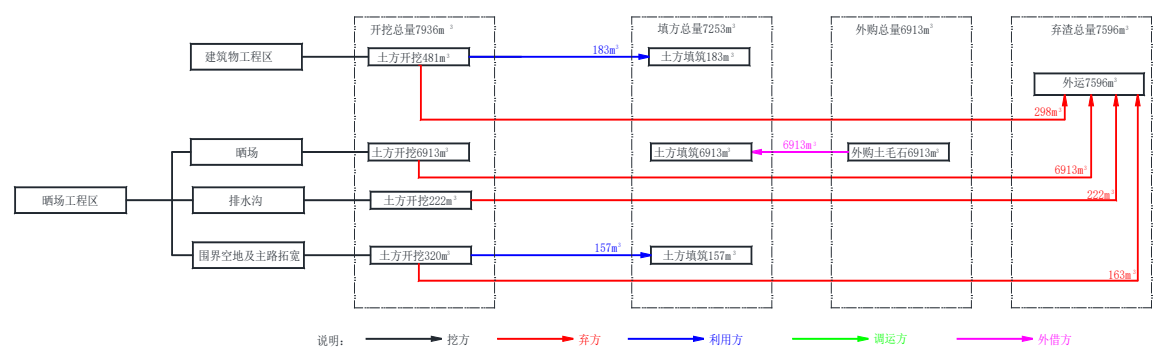 开挖总量7936m³
填方总量7253m³
外购总量6913m³
弃渣总量7596m³
建筑物工程区
土方开挖481m³
183m³
土方填筑183m³
外运7596m³
298m³
晒场
土方开挖6913m³
土方填筑6913m³
6913m³
外购土毛石6913m³
6913m³
晒场工程区
排水沟
土方开挖222m³
222m³
围界空地及主路拓宽
土方开挖320m³
157m³
土方填筑157m³
163m³
说明:
挖方
弃方
利用方
调运方
外借方